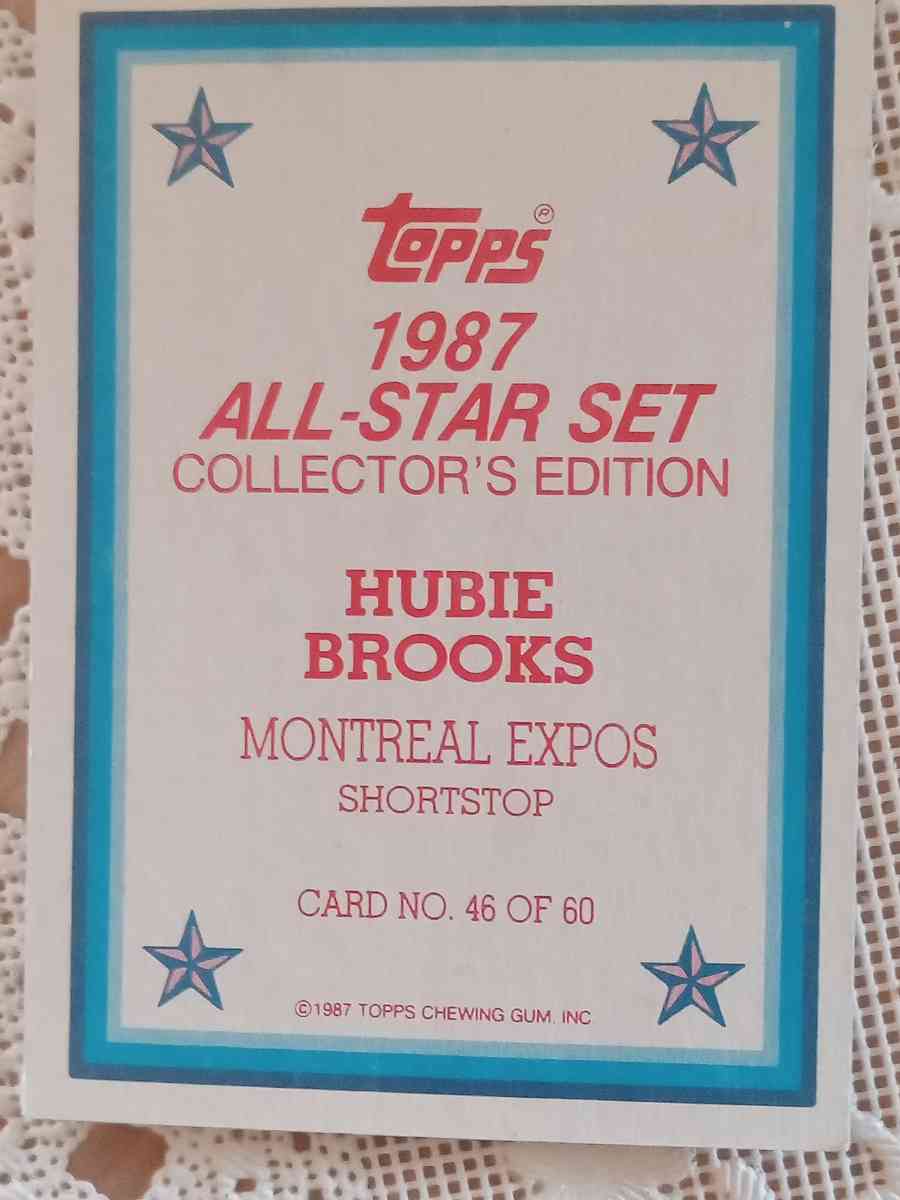 Topps®
1987
ALL-STAR SET
COLLECTOR'S EDITION
HUBIE
BROOKS
MONTREAL EXPOS
SHORTSTOP
CARD NO. 46 OF 60
©1987 TOPPS CHEWING GUM, INC